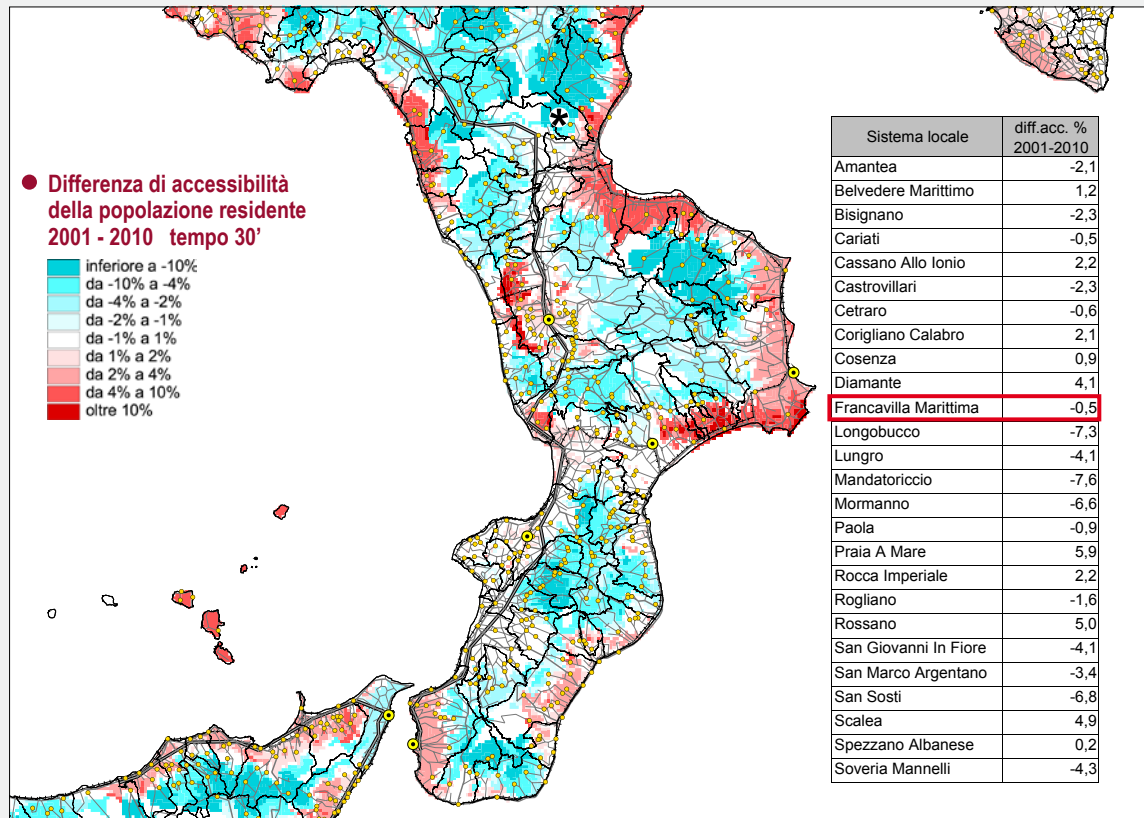 Differenza di accessibilità
della popolazione residente
2001 - 2010 tempo 30'
inferiore a -10%
da -10% a -4%
da -4% a -2%
da -2% a -1%
da -1% a 1%
da 1% a 2%
da 2% a 4%
da 4% a 10%
oltre 10%
*
Sistema locale diff.acc. %
2001-2010
Amantea -2,1
Belvedere Marittimo 1,2
Bisignano -2,3
Cariati -0,5
Cassano Allo Ionio 2,2
Castrovillari -2,3
Cetraro -0,6
Corigliano Calabro 2,1
Cosenza 0,9
Diamante 4,1
Francavilla Marittima -0,5
Longobucco -7,3
Lungro -4,1
Mandatoriccio -7,6
Mormanno -6,6
Paola -0,9
Praia A Mare 5,9
Rocca Imperiale 2,2
Rogliano -1,6
Rossano 5,0
San Giovanni In Fiore -4,1
San Marco Argentano -3,4
San Sosti -6,8
Scalea 4,9
Spezzano Albanese 0,2
Soveria Mannelli -4,3